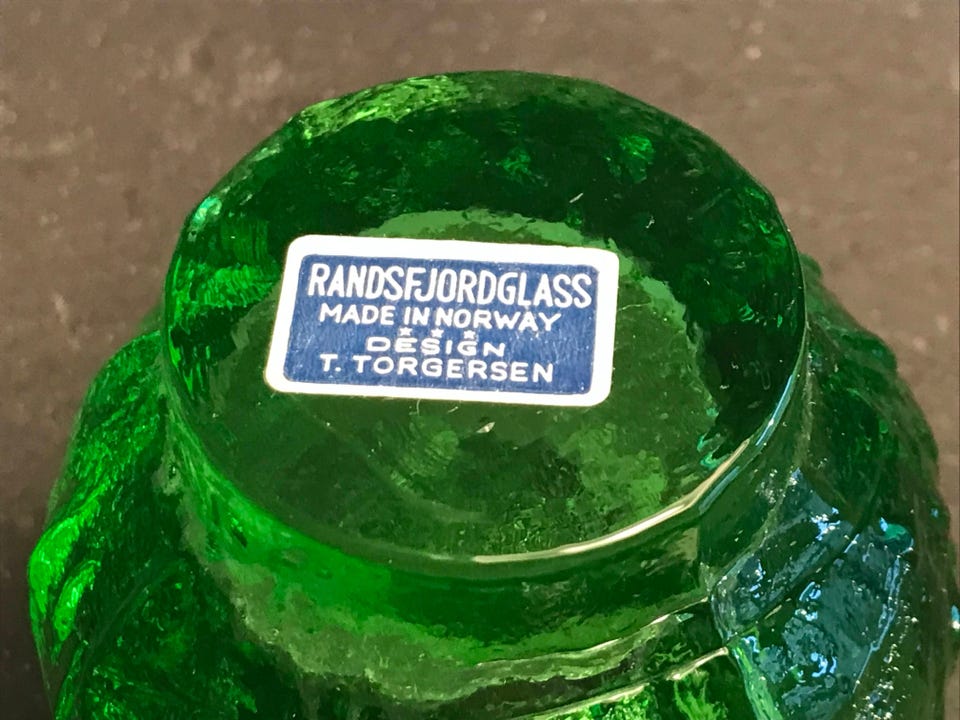 RANDSFJORDGLASS
MADE IN NORWAY
★ ★ ★
DESIGN
T. TORGERSEN